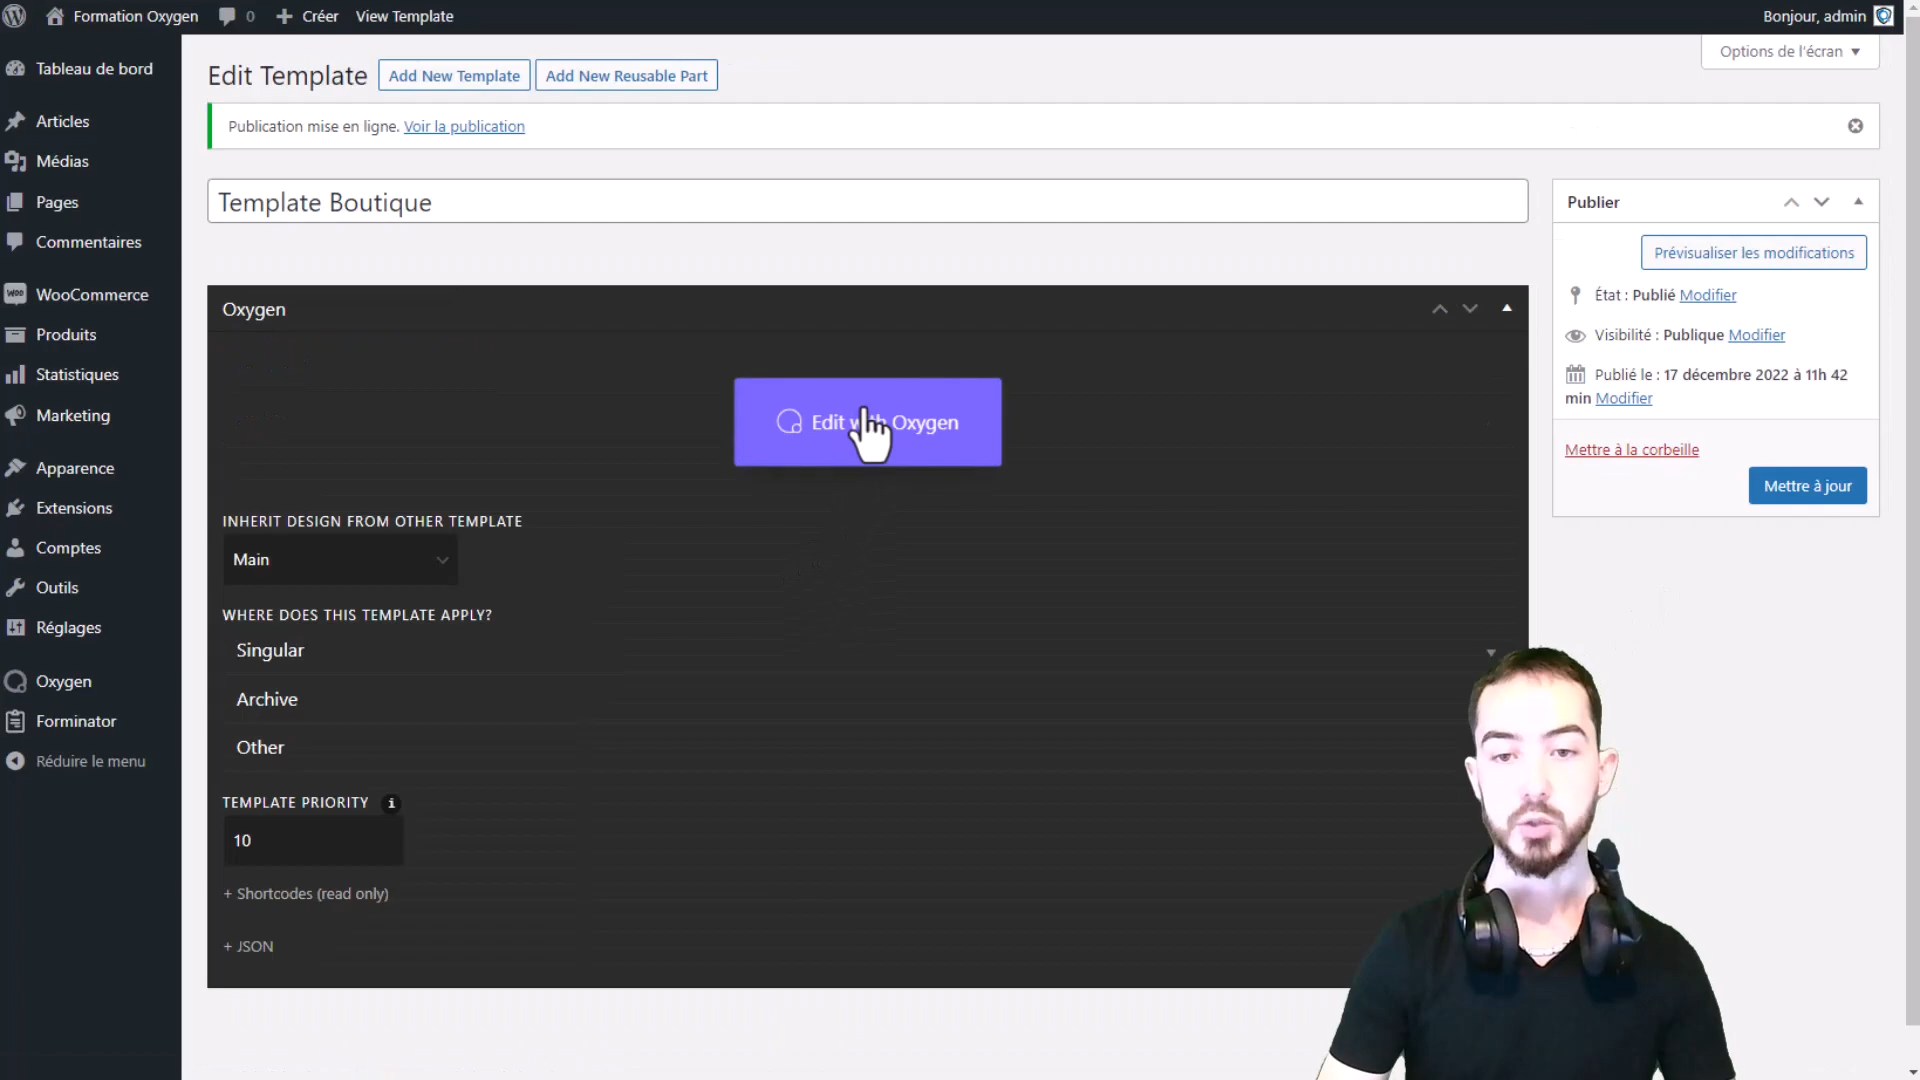 Formation Oxygen
0
Créer
View Template
Bonjour, admin
Options de l'écran
Tableau de bord
Articles
Médias
Pages
Commentaires
WooCommerce
Produits
Statistiques
Marketing
Apparence
Extensions
Comptes
Outils
Réglages
Oxygen
Forminator
Réduire le menu
Edit Template
Add New Template
Add New Reusable Part
Publication mise en ligne. Voir la publication
Template Boutique
Oxygen
Edit with Oxygen
INHERIT DESIGN FROM OTHER TEMPLATE
Main
WHERE DOES THIS TEMPLATE APPLY?
Singular
Archive
Other
TEMPLATE PRIORITY i
10
+ Shortcodes (read only)
+ JSON
Publier
Prévisualiser les modifications
État : Publié Modifier
Visibilité : Publique Modifier
Publié le : 17 décembre 2022 à 11h 42
min Modifier
Mettre à la corbeille
Mettre à jour